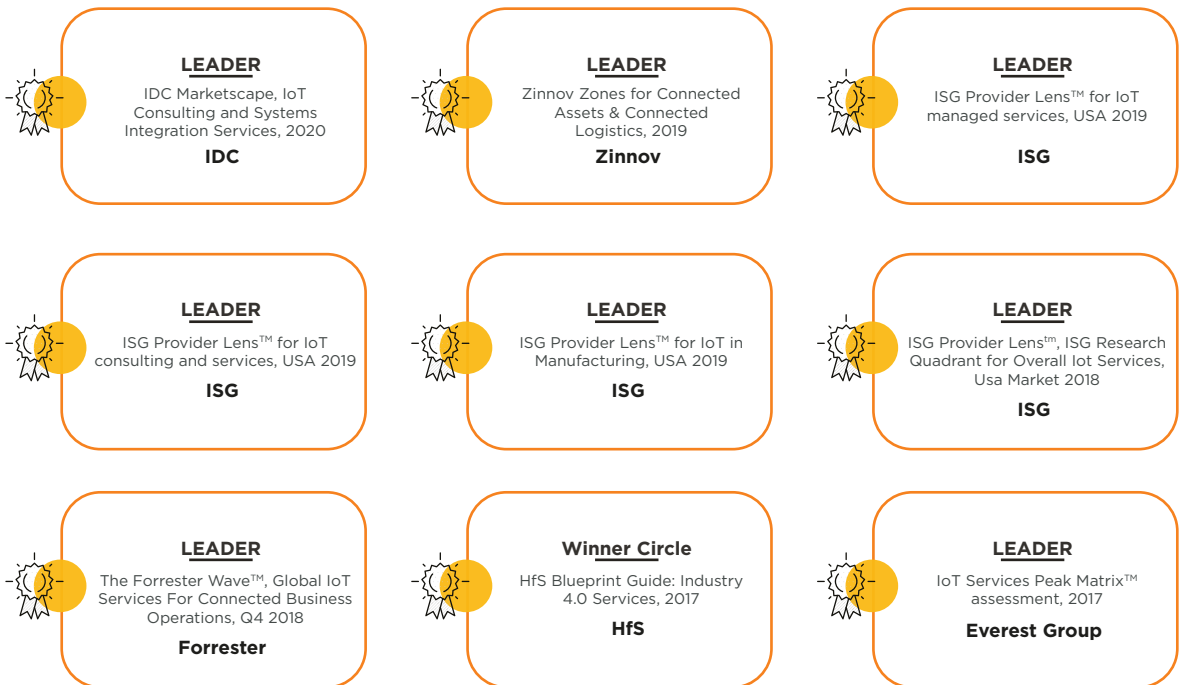 LEADER
IDC Marketscape, IoT
Consulting and Systems
Integration Services, 2020
IDC
LEADER
Zinnov Zones for Connected
Assets & Connected
Logistics, 2019
Zinnov
LEADER
ISG Provider Lens™ for IoT
managed services, USA 2019
ISG
LEADER
ISG Provider Lens™ for IoT
consulting and services, USA 2019
ISG
LEADER
ISG Provider Lens™ for IoT in
Manufacturing, USA 2019
ISG
LEADER
ISG Provider Lens™, ISG Research
Quadrant for Overall Iot Services,
Usa Market 2018
ISG
LEADER
The Forrester Wave™, Global IoT
Services For Connected Business
Operations, Q4 2018
Forrester
Winner Circle
HfS Blueprint Guide: Industry
4.0 Services, 2017
HfS
LEADER
IoT Services Peak Matrix™
assessment, 2017
Everest Group